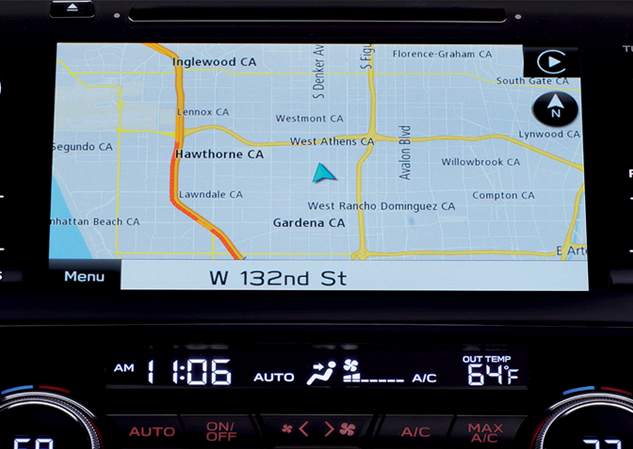 Inglewood CA
S Denker Av
S Figu
Florence-Graham CA
South Gate CA
N
Lennox CA
Westmont CA
Lynwood CA
Segundo CA
Hawthorne CA
West Athens CA
Avalon Blvd
Willowbrook CA
Lawndale CA
Compton CA
nhattan Beach CA
West Rancho Dominguez CA
Gardena CA
E Arte
Menu
W 132nd St
AM 11:06 AUTO A/C OUT TEMP 64°F
AUTO
ON/
OFF
A/C
MAX
A/C